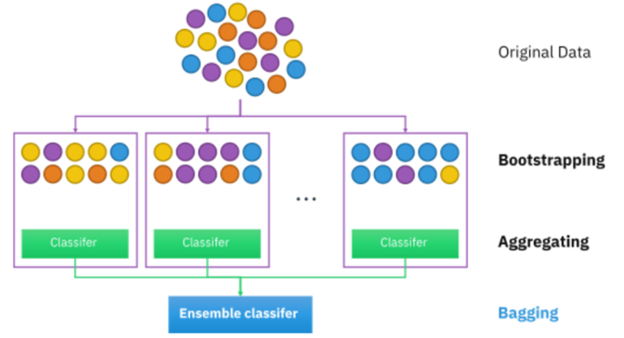 Original Data
Bootstrapping
...
Classifer Classifer Classifer
Aggregating
Ensemble classifer
Bagging